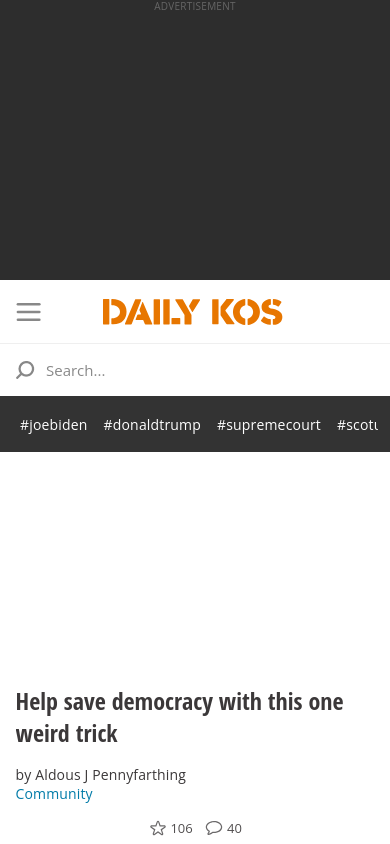 ADVERTISEMENT
DAILY KOS
Search...
#joebiden #donaldtrump #supremecourt #scotu
Help save democracy with this one
weird trick
by Aldous J Pennyfarthing
Community
106 40